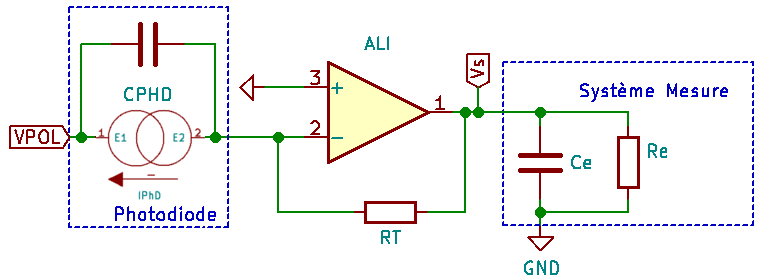 ALI
Vs
Système Mesure
CPHD
3
+
1
VPOL
1
E1
E2
2
2
−
Ce
Re
−
IPhD
Photodiode
RT
GND